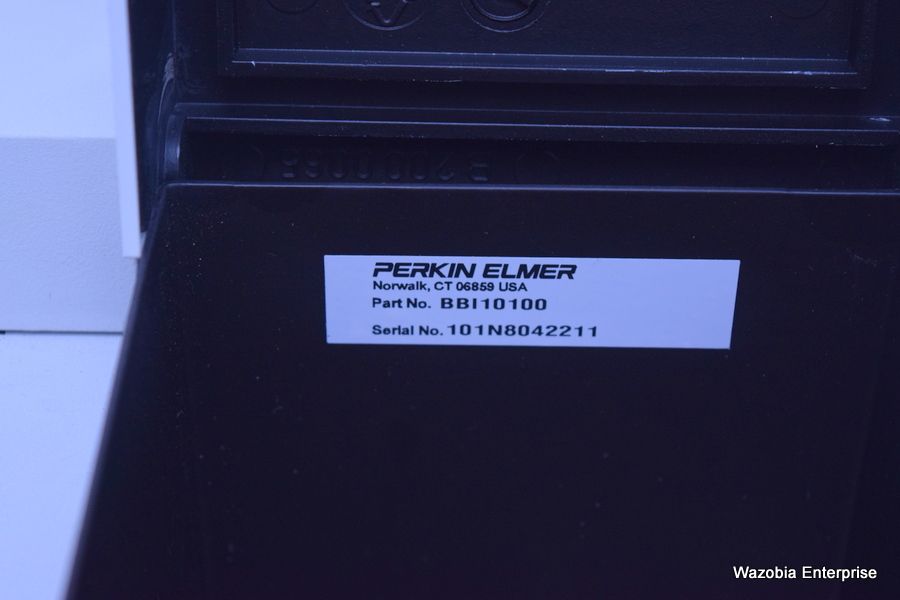 PERKIN ELMER
Norwalk, CT 06859 USA
Part No. BBI10100
Serial No. 101N8042211
Wazobia Enterprise